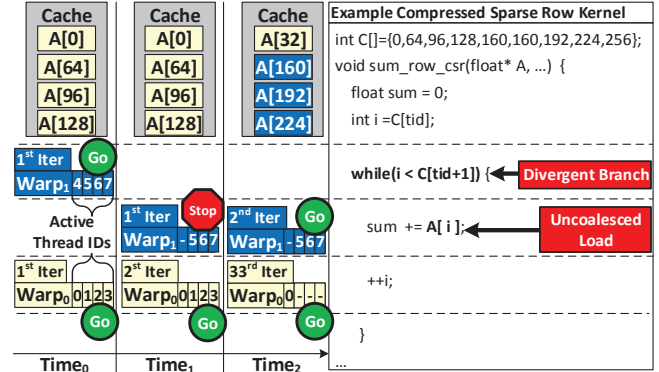 Cache
A[0]
A[64]
A[96]
A[128]
Cache
A[0]
A[64]
A[96]
A[128]
Cache
A[32]
A[160]
A[192]
A[224]
Example Compressed Sparse Row Kernel
int C[]={0,64,96,128,160,160,192,224,256};
void sum_row_csr(float* A, …) {
float sum = 0;
int i =C[tid];
while(i < C[tid+1]) {
Divergent Branch
sum += A[ i ];
Uncoalesced
Load
++i;
}
...
Go
1st Iter
Warp1 4567
Active
Thread IDs
Stop
1st Iter
Warp1 -567
Go
2nd Iter
Warp1 -567
1st Iter
Warp0 0123
Go
2st Iter
Warp0 0123
Go
33rd Iter
Warp0 0---
Go
Time0
Time1
Time2